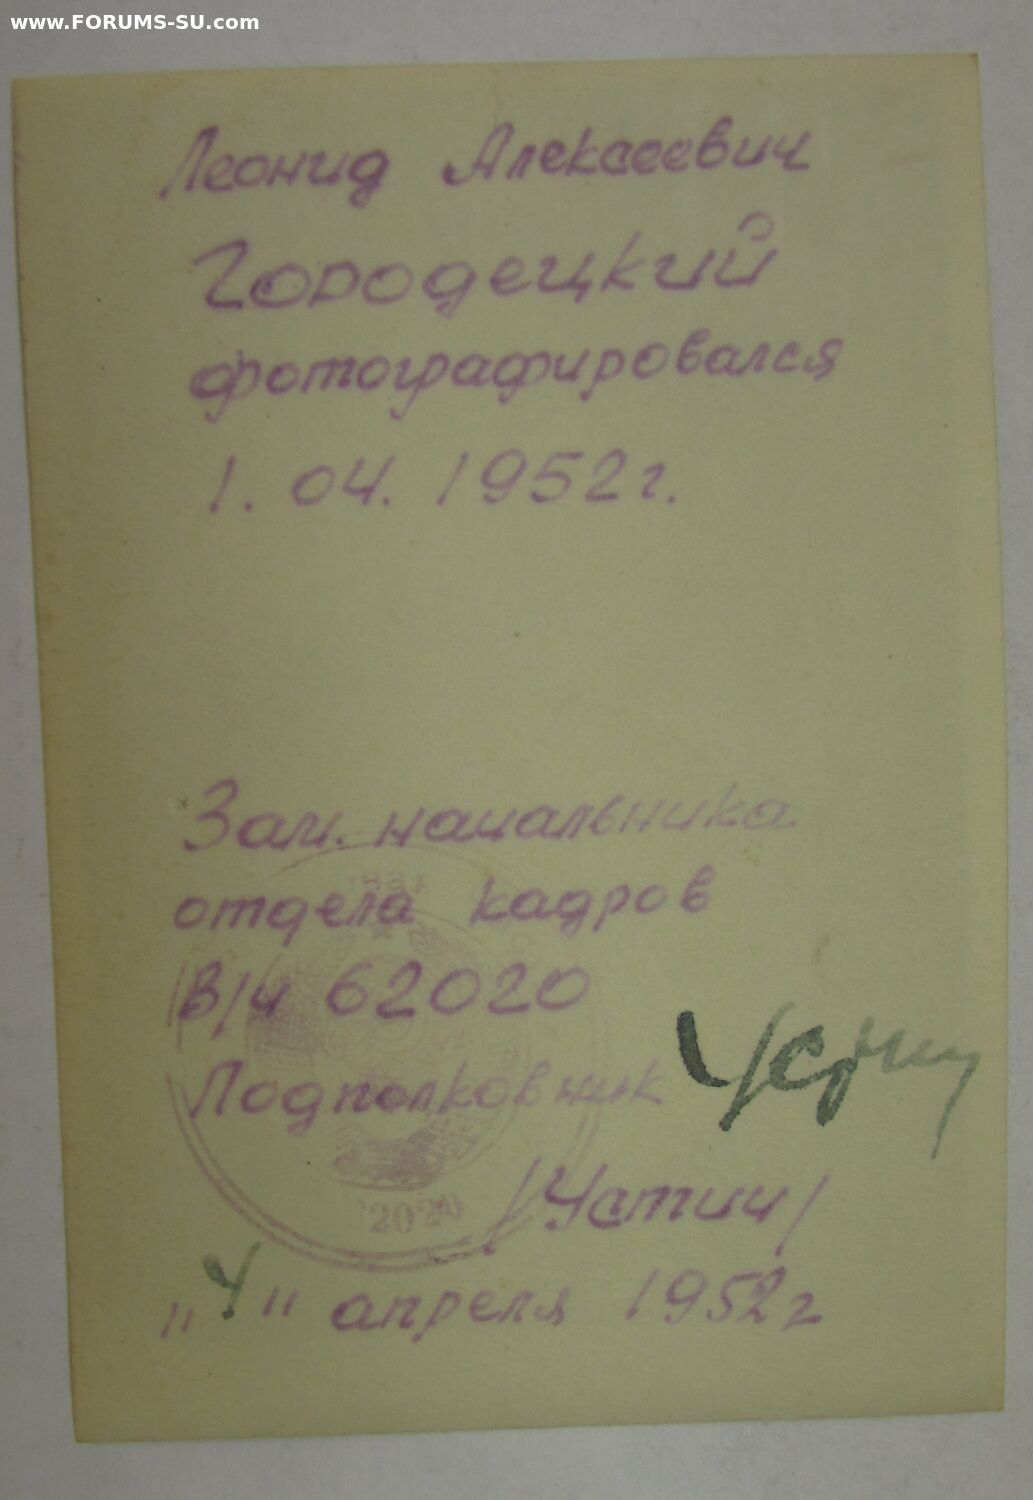 www.FORUMS-SU.com
Леонид Алексеевич
Городецкий
фотографировался
1. 04. 1952г.
Зам. начальника
отдела кадров
В/ч 62020
Подполковник
/Устич/
"4" апреля 1952г